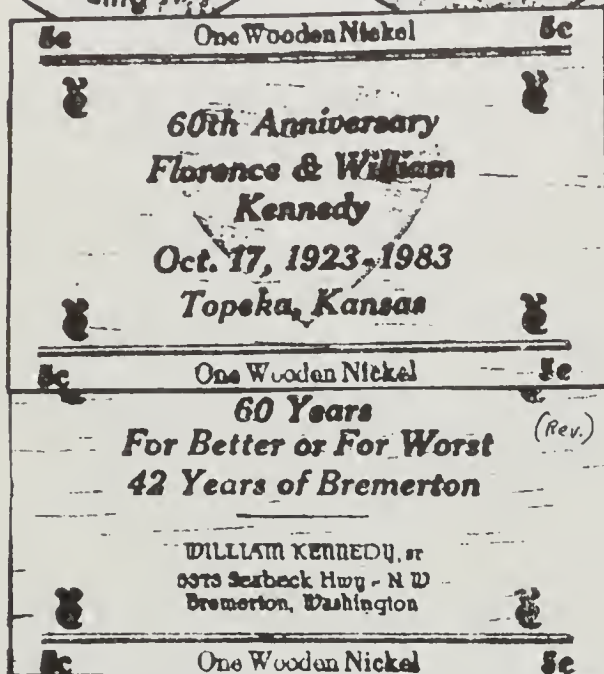 5c One Wooden Nickel 5c
60th Anniversary
Florence & William
Kennedy
Oct. 17, 1923-1983
Topeka, Kansas
5c One Wooden Nickel 5c
60 Years
(Rev.)
For Better or For Worst
42 Years of Bremerton
WILLIAM KENNEDY, sr
Seabeck Hwy - N W
Bremerton, Washington
5c One Wooden Nickel 5c